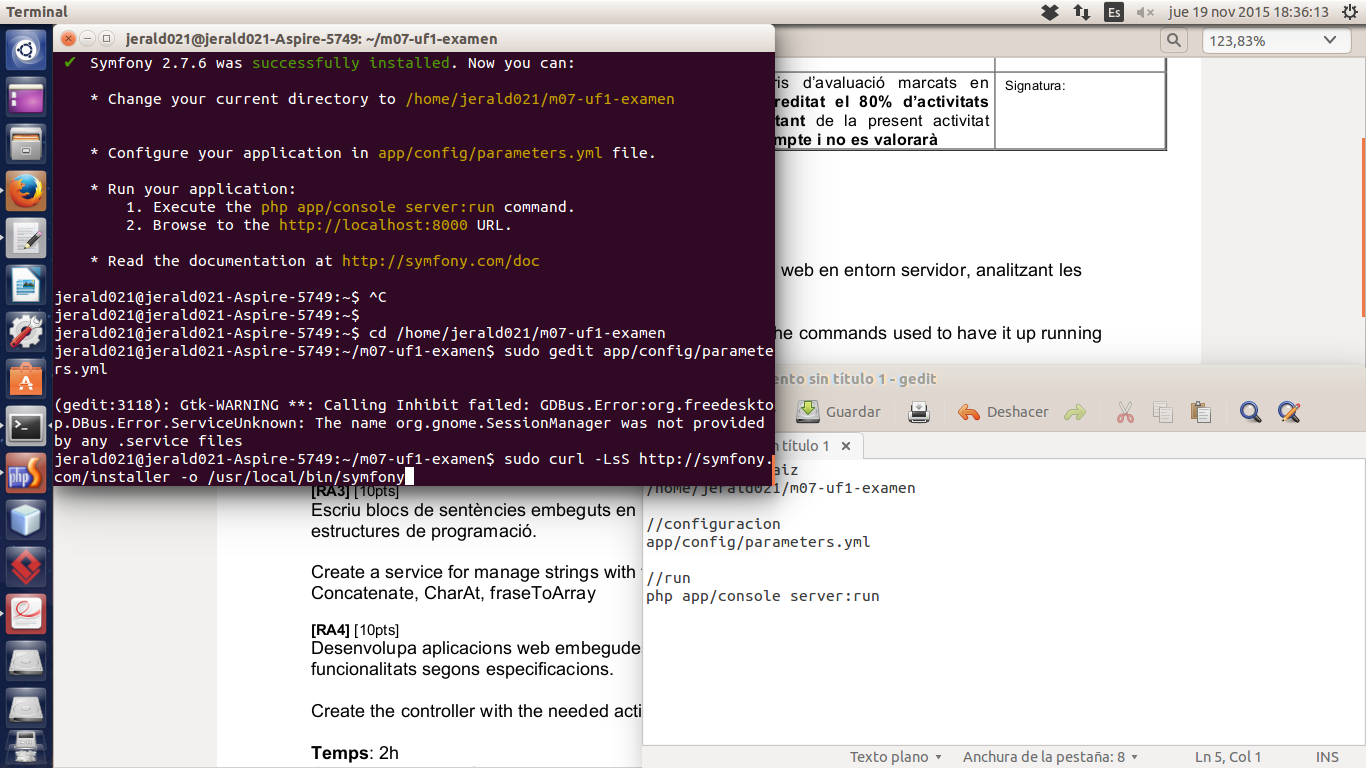 Terminal
Es
jue 19 nov 2015 18:36:13
jerald021@jerald021-Aspire-5749: ~/m07-uf1-examen
✔ Symfony 2.7.6 was successfully installed. Now you can:
* Change your current directory to /home/jerald021/m07-uf1-examen
* Configure your application in app/config/parameters.yml file.
* Run your application:
1. Execute the php app/console server:run command.
2. Browse to the http://localhost:8000 URL.
* Read the documentation at http://symfony.com/doc
jerald021@jerald021-Aspire-5749:~$ ^C
jerald021@jerald021-Aspire-5749:~$
jerald021@jerald021-Aspire-5749:~$ cd /home/jerald021/m07-uf1-examen
jerald021@jerald021-Aspire-5749:~/m07-uf1-examen$ sudo gedit app/config/paramete
rs.yml
(gedit:3118): Gtk-WARNING **: Calling Inhibit failed: GDBus.Error:org.freedeskto
p.DBus.Error.ServiceUnknown: The name org.gnome.SessionManager was not provided
by any .service files
jerald021@jerald021-Aspire-5749:~/m07-uf1-examen$ sudo curl -LsS http://symfony.
com/installer -o /usr/local/bin/symfony
123,83%
ris d'avaluació marcats en
reditat el 80% d'activitats
tant de la present activitat
mpte i no es valorarà
Signatura:
web en entorn servidor, analitzant les
he commands used to have it up running
ento sin título 1 - gedit
Guardar
Deshacer
título 1
aiz
/home/jerald021/m07-uf1-examen
//configuracion
app/config/parameters.yml
//run
php app/console server:run
Texto plano
Anchura de la pestaña: 8
Ln 5, Col 1
INS
[RA3] [10pts]
Escriu blocs de sentències embeguts en
estructures de programació.
Create a service for manage strings with
Concatenate, CharAt, fraseToArray
[RA4] [10pts]
Desenvolupa aplicacions web embegude
funcionalitats segons especificacions.
Create the controller with the needed acti
Temps: 2h